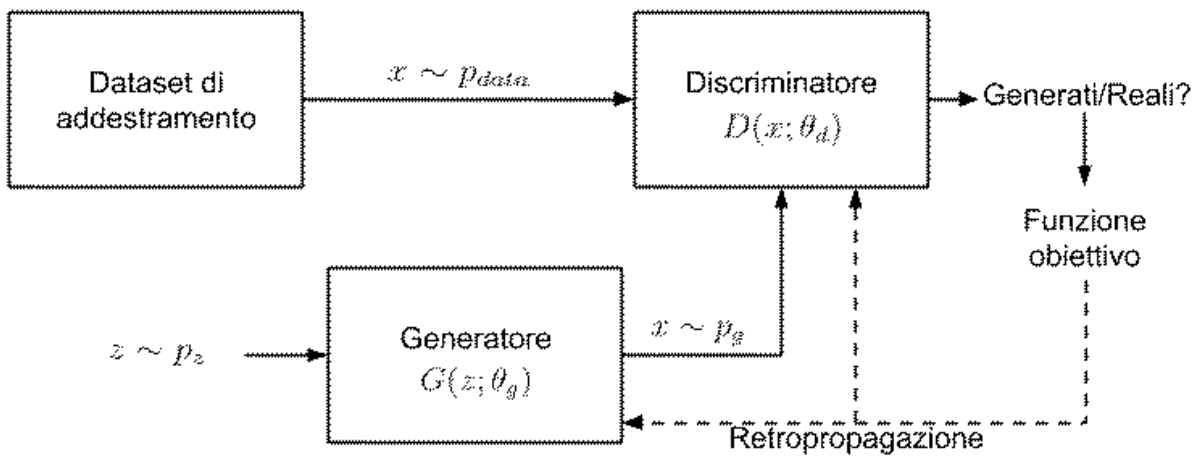 Dataset di
addestramento
x ∼ p_data
Discriminatore
D(x; θ_d)
Generati/Reali?
Funzione
obiettivo
z ∼ p_z
Generatore
G(z; θ_g)
x ∼ p_g
Retropropagazione